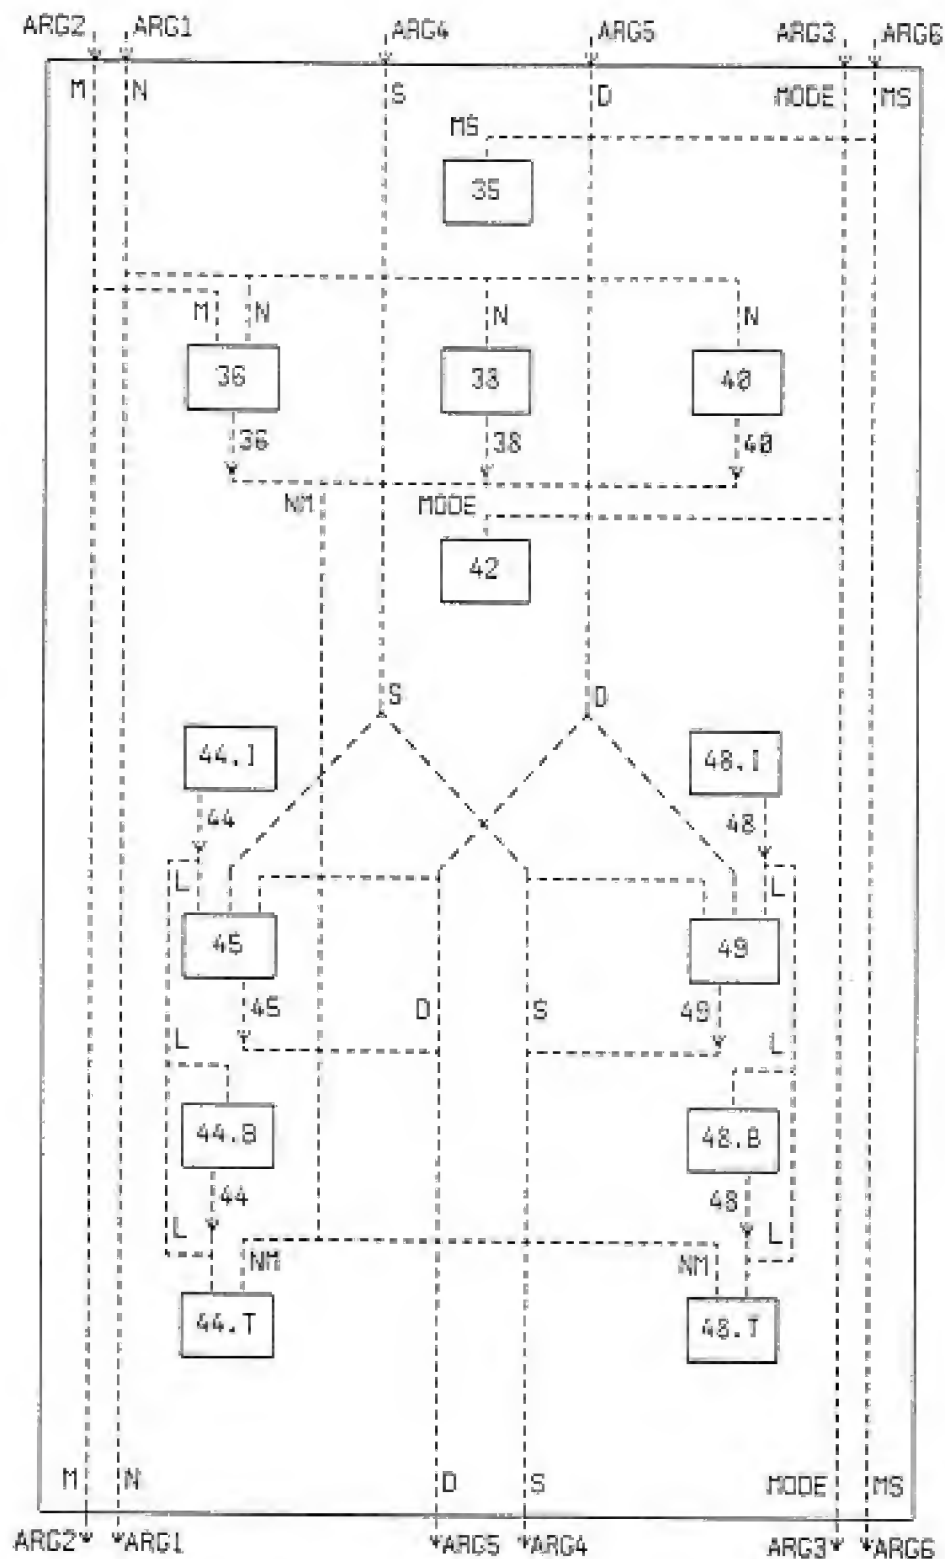 ARG2 ARG1 ARG4 ARG5 ARG3 ARG6
M N S D MODE MS
MS
35
M N N N
36 38 40
36 38 40
NM MODE
42
S D
44.I 48.I
44 48
L L
45 49
45 D S 49
L L
44.B 48.B
44 48
L L
NM NM
44.T 48.T
M N D S MODE MS
ARG2 ARG1 ARG5 ARG4 ARG3 ARG6